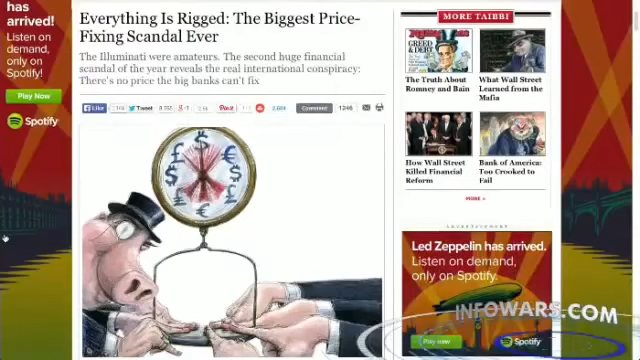 has
arrived!
Listen on
demand,
only on
Spotify!
Play Now
Spotify
Everything Is Rigged: The Biggest Price-
Fixing Scandal Ever
The Illuminati were amateurs. The second huge financial
scandal of the year reveals the real international conspiracy:
There's no price the big banks can't fix
Like
Tweet
Pin it
Comment
MORE TAIBBI
GREED
& DEBT
The Truth About
Romney and Bain
What Wall Street
Learned from the
Mafia
How Wall Street
Killed Financial
Reform
Bank of America:
Too Crooked to
Fail
MORE »
ADVERTISEMENT
Led Zeppelin has arrived.
Listen on demand,
only on Spotify.
Play now
Spotify
INFOWARS.COM